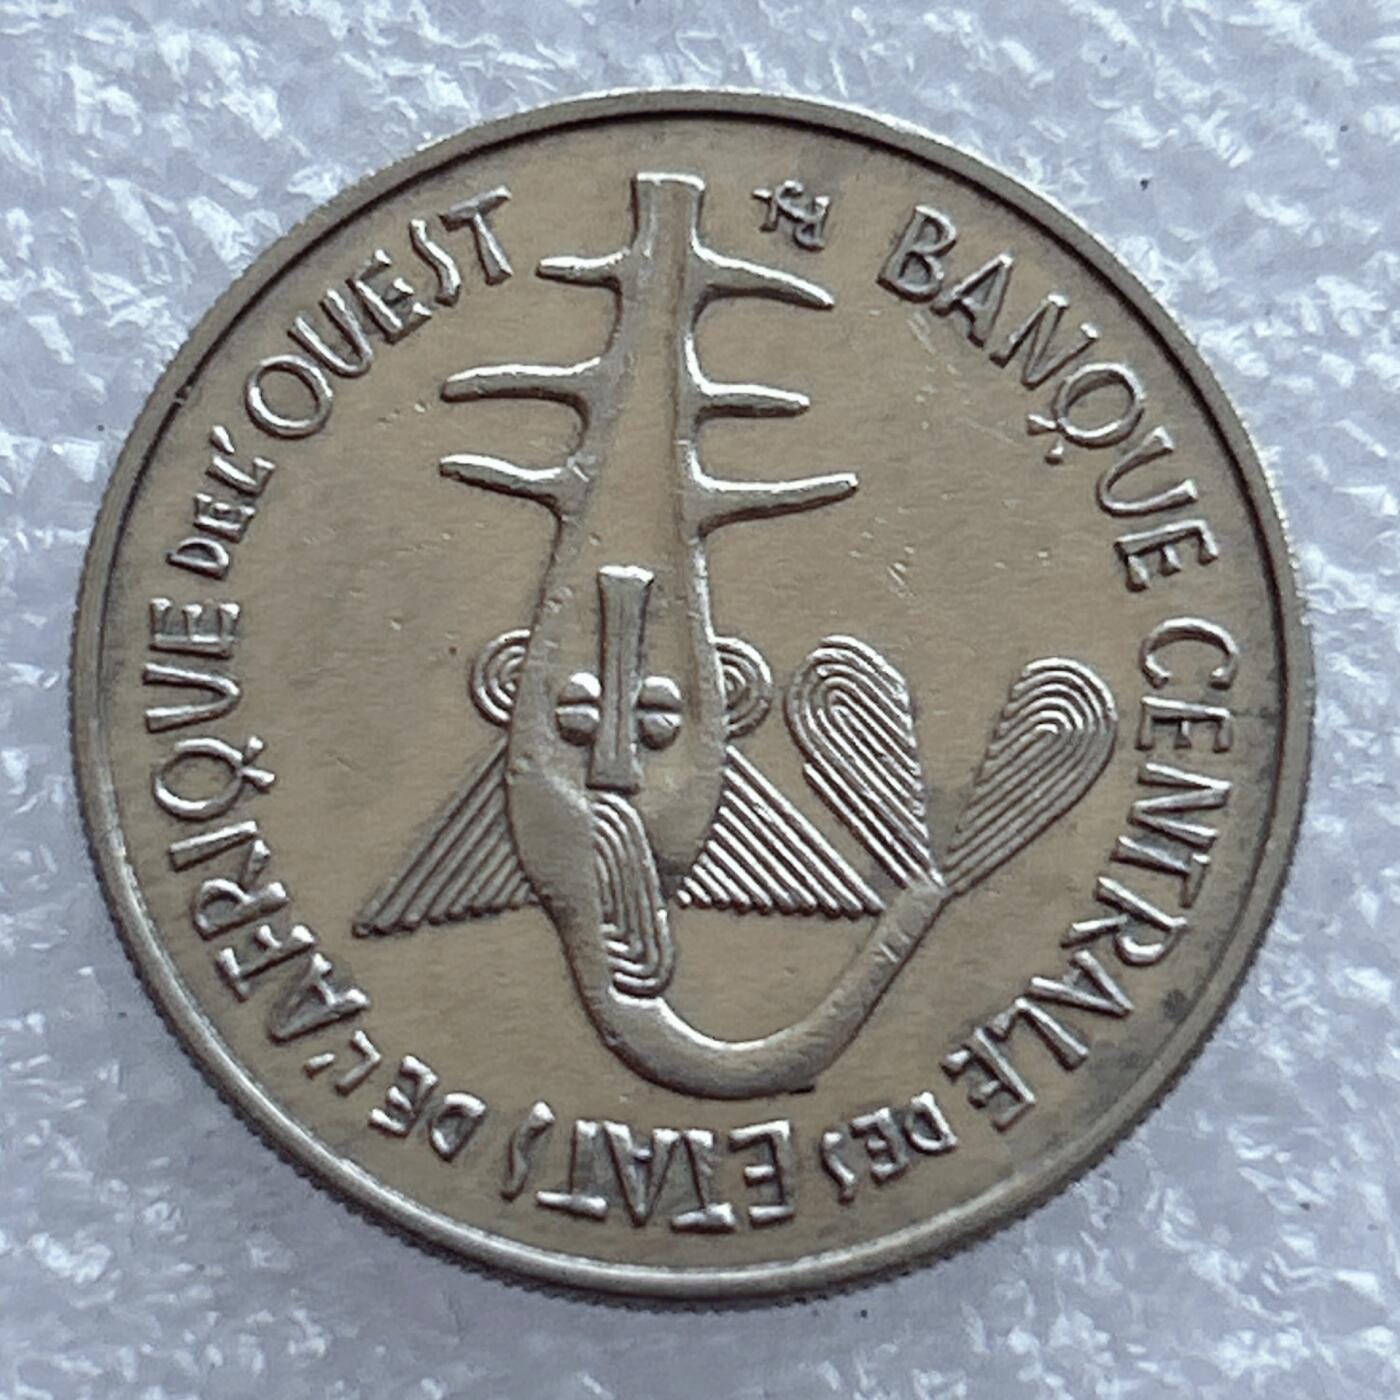 BANQUE CENTRALE DES ETATS DE L'AFRIQUE DE L'OUEST